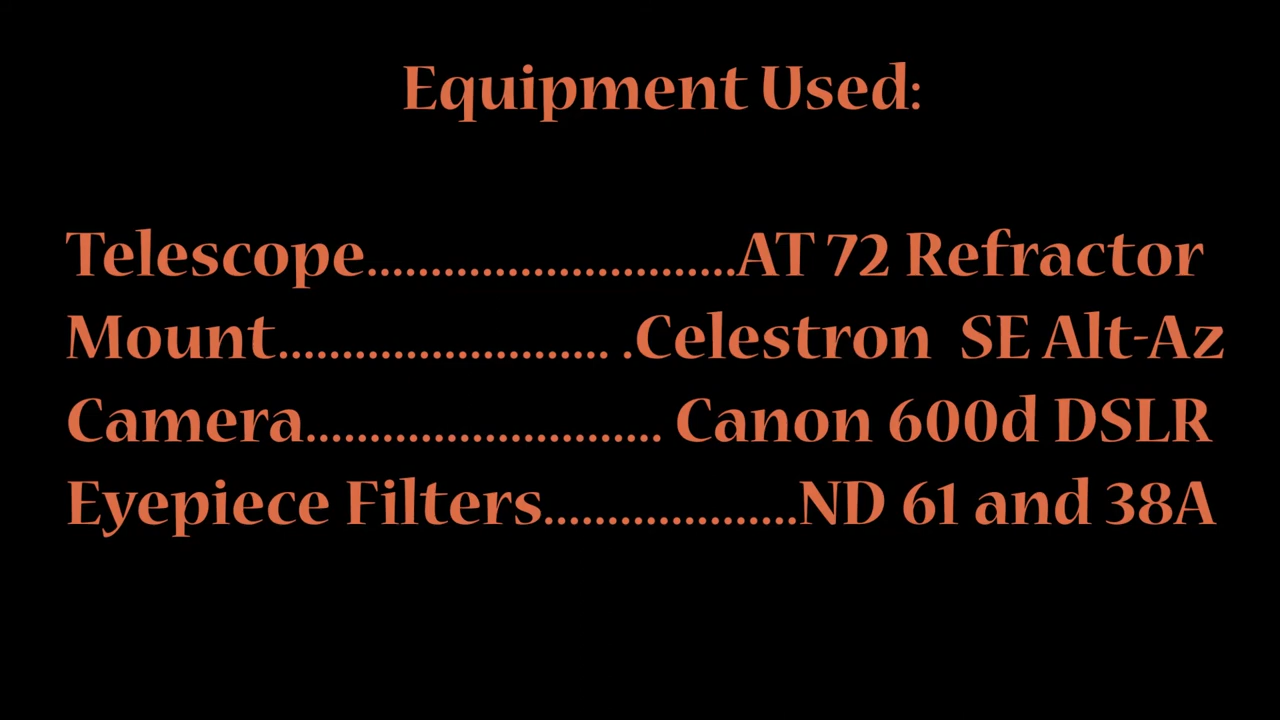 Equipment Used:
Telescope.............................AT 72 Refractor
Mount.......................... .Celestron  SE Alt-Az
Camera............................ Canon 600d DSLR
Eyepiece Filters....................ND 61 and 38A